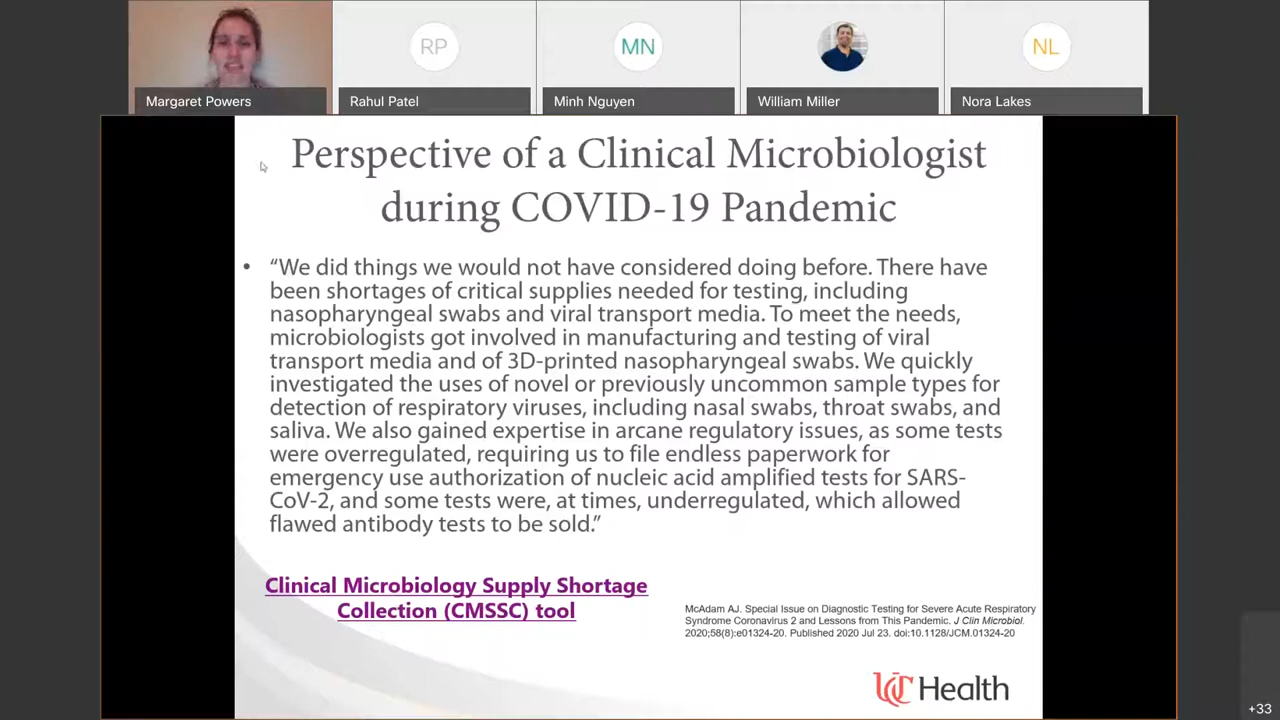 RP
MN
NL
Margaret Powers
Rahul Patel
Minh Nguyen
William Miller
Nora Lakes
Perspective of a Clinical Microbiologist
during COVID-19 Pandemic
• “We did things we would not have considered doing before. There have
been shortages of critical supplies needed for testing, including
nasopharyngeal swabs and viral transport media. To meet the needs,
microbiologists got involved in manufacturing and testing of viral
transport media and of 3D-printed nasopharyngeal swabs. We quickly
investigated the uses of novel or previously uncommon sample types for
detection of respiratory viruses, including nasal swabs, throat swabs, and
saliva. We also gained expertise in arcane regulatory issues, as some tests
were overregulated, requiring us to file endless paperwork for
emergency use authorization of nucleic acid amplified tests for SARS-
CoV-2, and some tests were, at times, underregulated, which allowed
flawed antibody tests to be sold.”
Clinical Microbiology Supply Shortage
Collection (CMSSC) tool
McAdam AJ. Special Issue on Diagnostic Testing for Severe Acute Respiratory
Syndrome Coronavirus 2 and Lessons from This Pandemic. J Clin Microbiol.
2020;58(8):e01324-20. Published 2020 Jul 23. doi:10.1128/JCM.01324-20
UC Health
+33